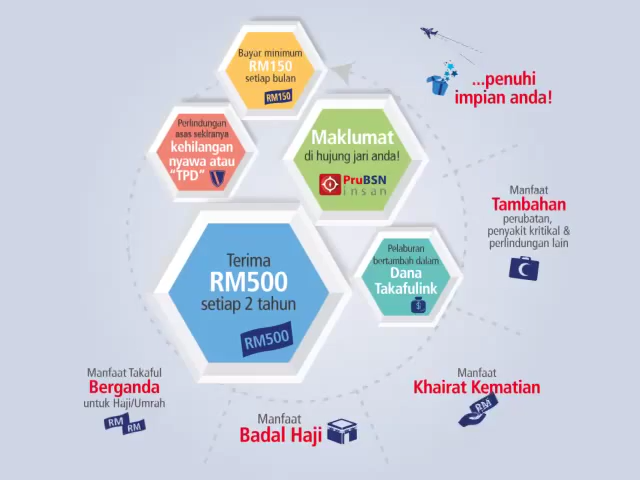 Bayar minimum
RM150
setiap bulan
RM150
...penuhi
impian anda!
Perlindungan
asas sekiranya
kehilangan
nyawa atau
"TPD"
Maklumat
di hujung jari anda!
PruBSN
insan
Manfaat
Tambahan
perubatan,
penyakit kritikal &
perlindungan lain
Terima
RM500
setiap 2 tahun
RM500
Pelaburan
bertambah dalam
Dana
Takafulink
$
Manfaat Takaful
Berganda
untuk Haji/Umrah
RM
RM
Manfaat
Badal Haji
Manfaat
Khairat Kematian
RM